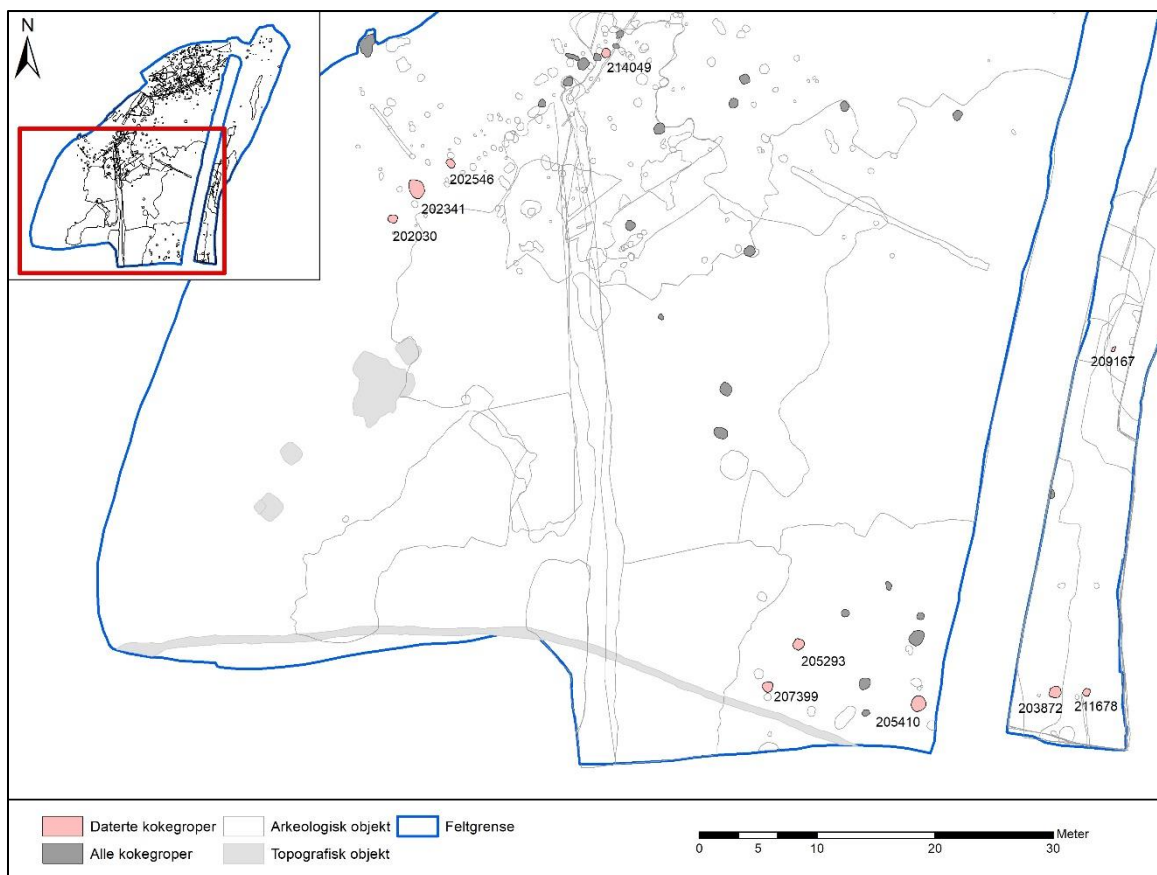 N
214049
202546
202341
202030
209167
205293
207399
205410
203872
211678
Daterte kokegroper
Arkeologisk objekt
Feltgrense
Alle kokegroper
Topografisk objekt
Meter
0 5 10 20 30